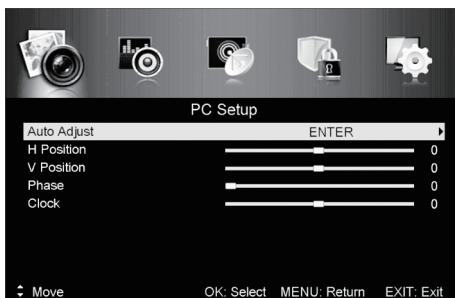 PC Setup
Auto Adjust ENTER
H Position 0
V Position 0
Phase 0
Clock 0
Move OK: Select MENU: Return EXIT: Exit